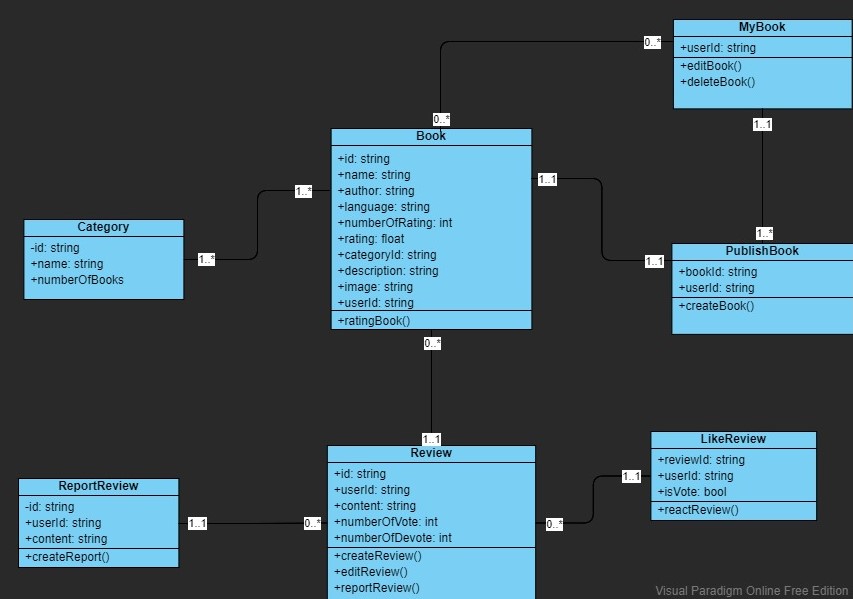 MyBook
+userId: string
+editBook()
+deleteBook()
0..*
0..*
1..1
1..*
Book
+id: string
+name: string
+author: string
+language: string
+numberOfRating: int
+rating: float
+categoryId: string
+description: string
+image: string
+userId: string
+ratingBook()
1..*
1..*
Category
-id: string
+name: string
+numberOfBooks
1..1
1..1
PublishBook
+bookId: string
+userId: string
+createBook()
0..*
1..1
Review
+id: string
+userId: string
+content: string
+numberOfVote: int
+numberOfDevote: int
+createReview()
+editReview()
+reportReview()
LikeReview
+reviewId: string
+userId: string
+isVote: bool
+reactReview()
1..1
0..*
ReportReview
-id: string
+userId: string
+content: string
+createReport()
1..1
0..*
Visual Paradigm Online Free Edition